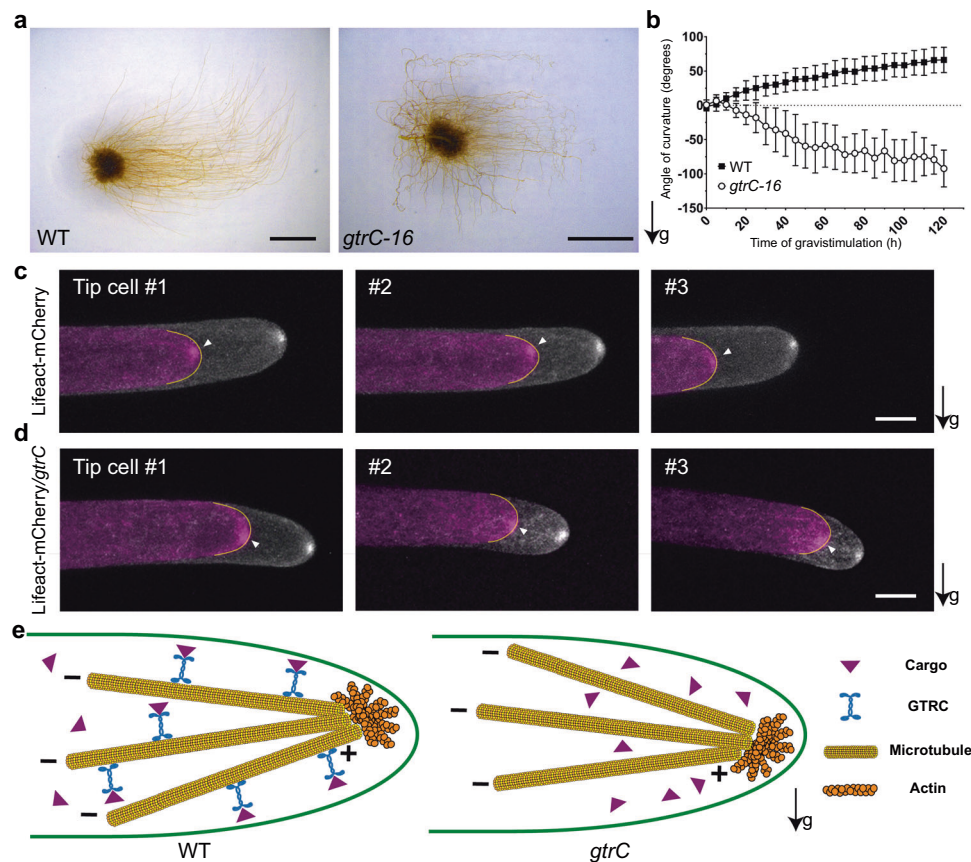 a
WT
gtrC-16
g
b
Angle of curvature (degrees)
100
50
0
-50
-100
-150
WT
gtrC-16
0 20 40 60 80 100 120
Time of gravistimulation (h)
c
Lifeact-mCherry
Tip cell #1
#2
#3
g
d
Lifeact-mCherry/gtrC
Tip cell #1
#2
#3
g
e
−
−
−
+
WT
−
−
−
+
g
gtrC
Cargo
GTRC
Microtubule
Actin